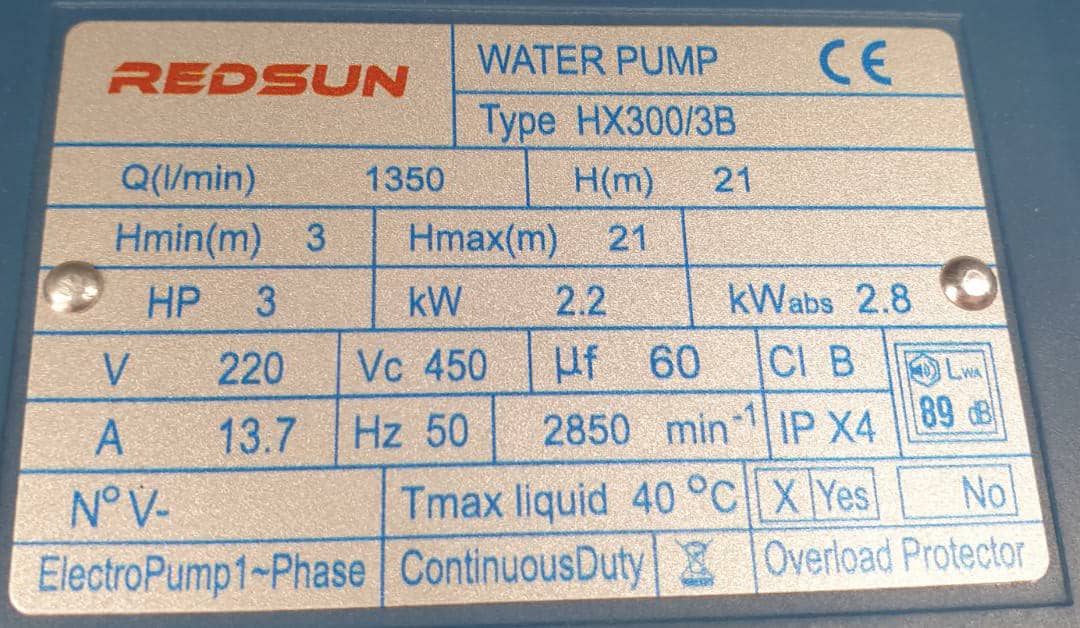 REDSUN
WATER PUMP CE
Type HX300/3B
Q(l/min) 1350 H(m) 21
Hmin(m) 3 Hmax(m) 21
HP 3 kW 2.2 kWabs 2.8
V 220 Vc 450 µf 60 Cl B LWA
A 13.7 Hz 50 2850 min⁻¹ IP X4 89 dB
N° V- Tmax liquid 40 °C X Yes No
ElectroPump1~Phase ContinuousDuty Overload Protector